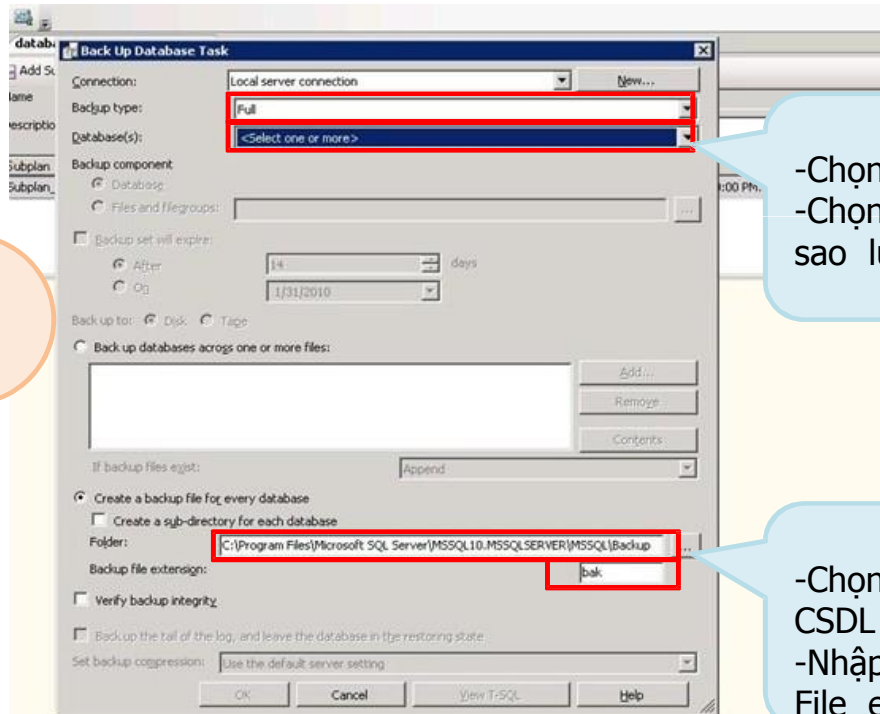 Back Up Database Task
Add
Connection:
Local server connection
New...
Backup type:
Full
Database(s):
<Select one or more>
Subplan
Backup component
Database
Files and filegroups:
...
:00 PM.
Backup set will expire:
After
14
days
On
1/31/2010
Back up to:
Disk
Tape
Back up databases across one or more files:
Add...
Remove
Contents
If backup files exist:
Append
Create a backup file for every database
Create a sub-directory for each database
Folder:
C:\Program Files\Microsoft SQL Server\MSSQL10.MSSQLSERVER\MSSQL\Backup
...
Backup file extension:
bak
Verify backup integrity
Back up the tail of the log, and leave the database in the restoring state
Set backup compression:
Use the default server setting
OK
Cancel
View T-SQL
Help
-Chọn
-Chọn
sao
-Chọn
CSDL
-Nhập
File